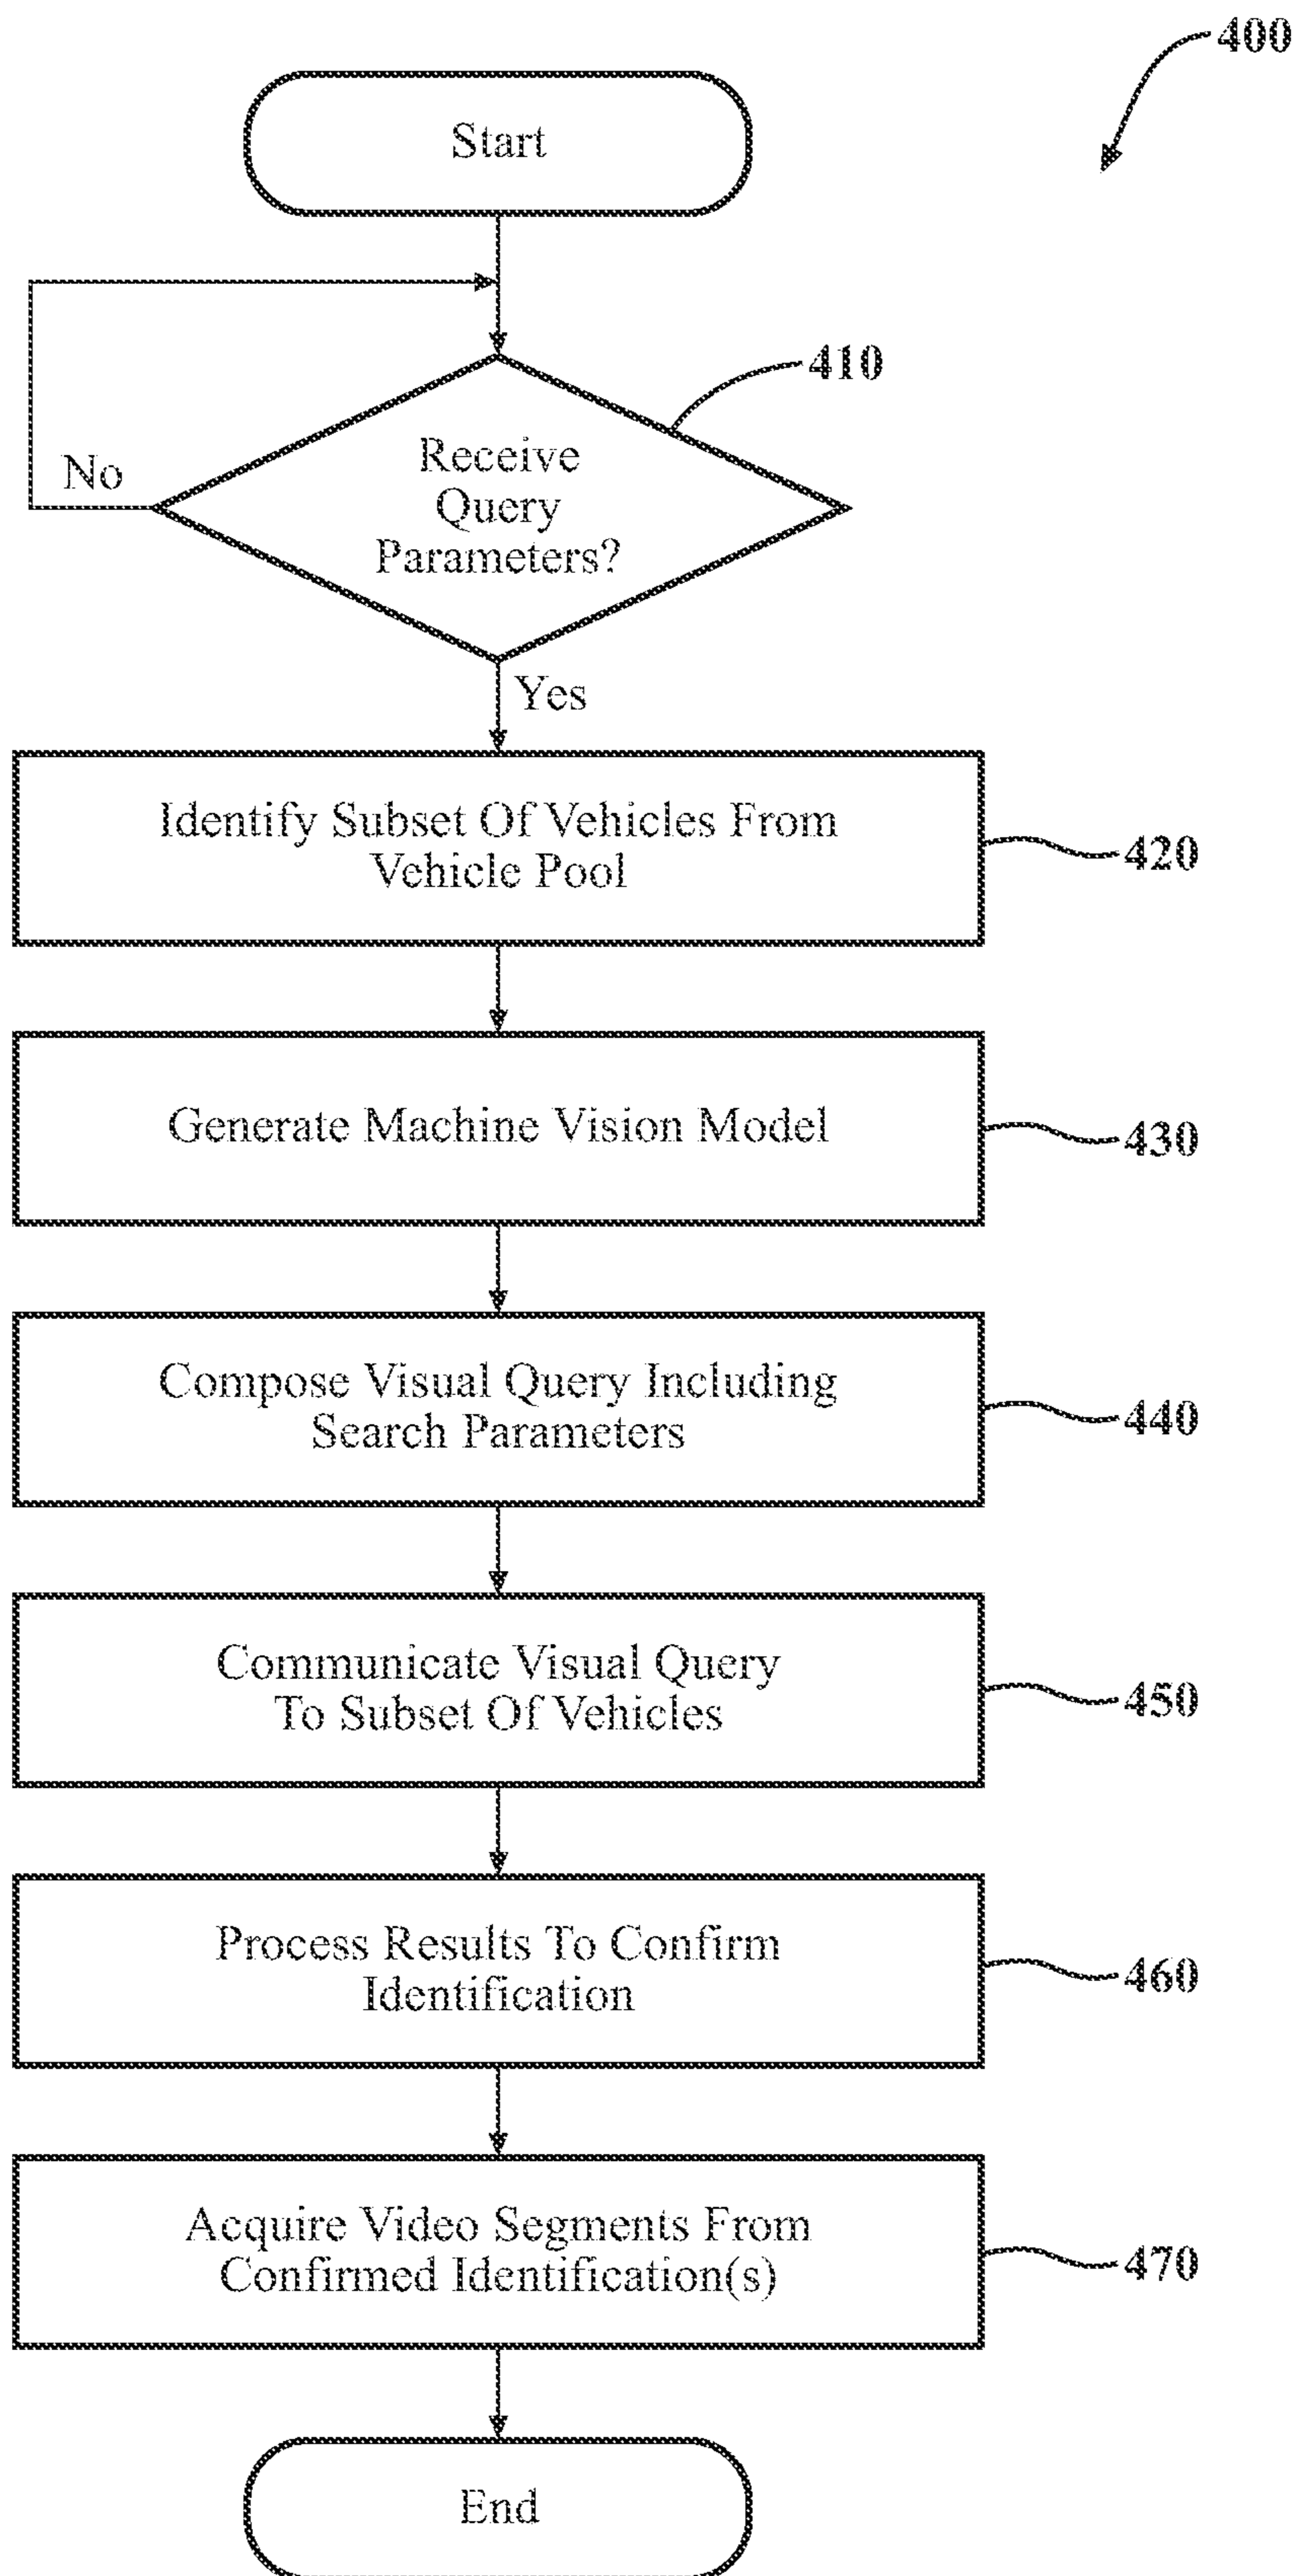 400
Start
410
Receive
Query
Parameters?
No
Yes
Identify Subset Of Vehicles From
Vehicle Pool
420
Generate Machine Vision Model
430
Compose Visual Query Including
Search Parameters
440
Communicate Visual Query
To Subset Of Vehicles
450
Process Results To Confirm
Identification
460
Acquire Video Segments From
Confirmed Identification(s)
470
End